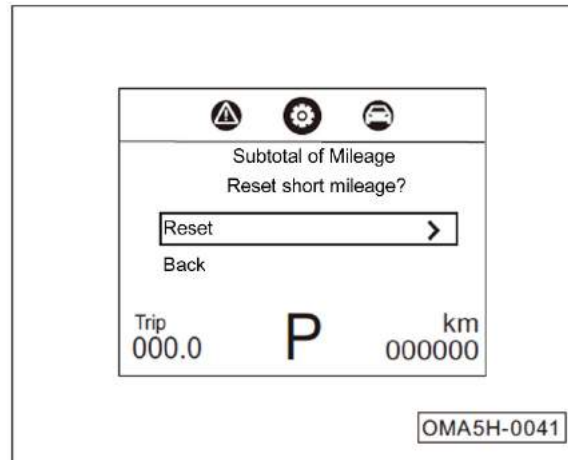 Subtotal of Mileage
Reset short mileage?
Reset
Back
Trip
km
000.0
P
000000
OMA5H-0041